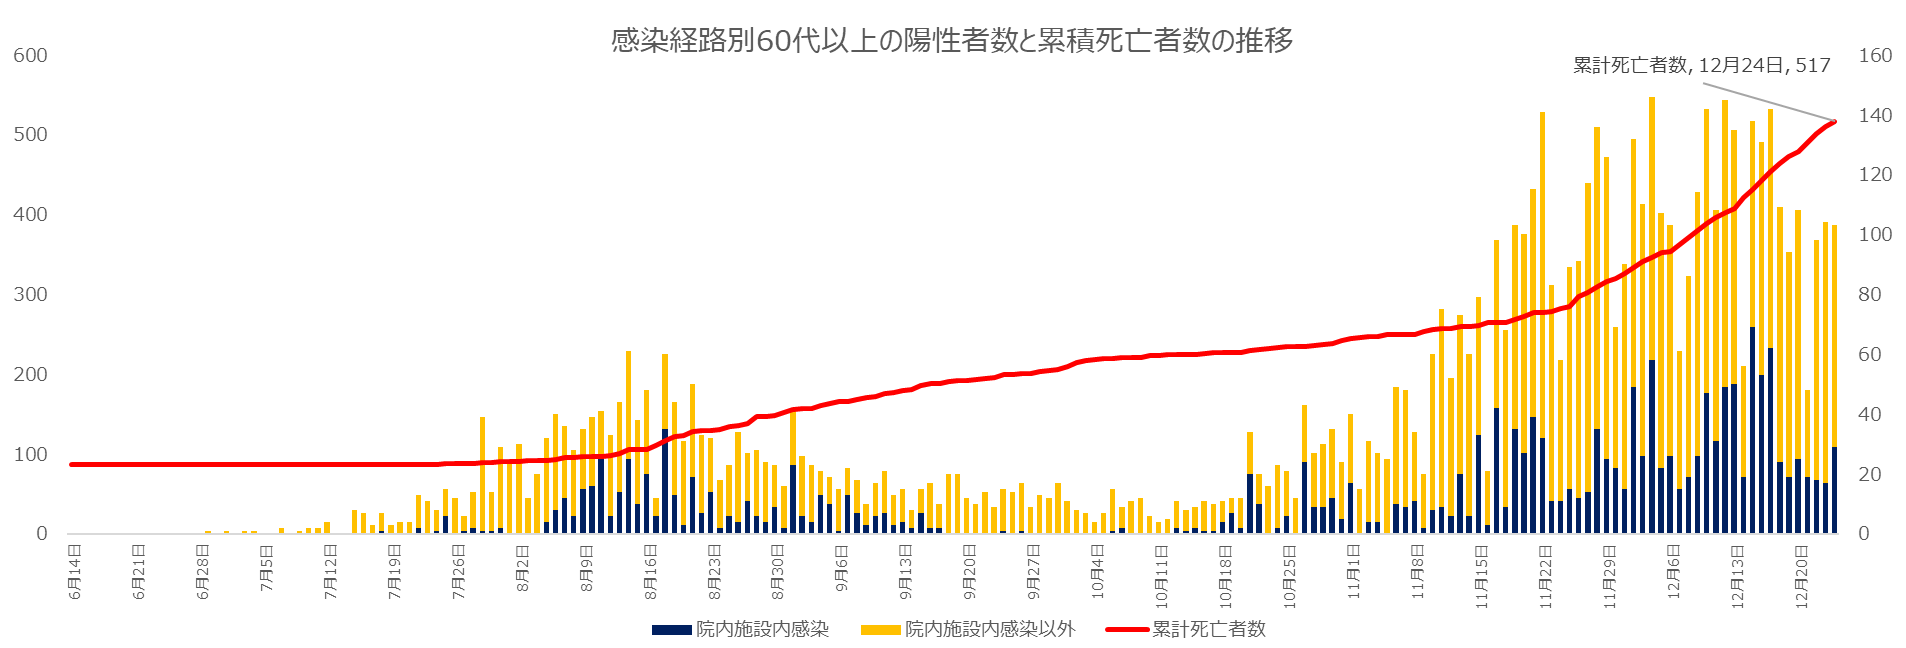 感染経路別60代以上の陽性者数と累積死亡者数の推移
累計死亡者数, 12月24日, 517
600
500
400
300
200
100
0
160
140
120
100
80
60
40
20
0
6月14日
6月21日
6月28日
7月5日
7月12日
7月19日
7月26日
8月2日
8月9日
8月16日
8月23日
8月30日
9月6日
9月13日
9月20日
9月27日
10月4日
10月11日
10月18日
10月25日
11月1日
11月8日
11月15日
11月22日
11月29日
12月6日
12月13日
12月20日
院内施設内感染 院内施設内感染以外 累計死亡者数